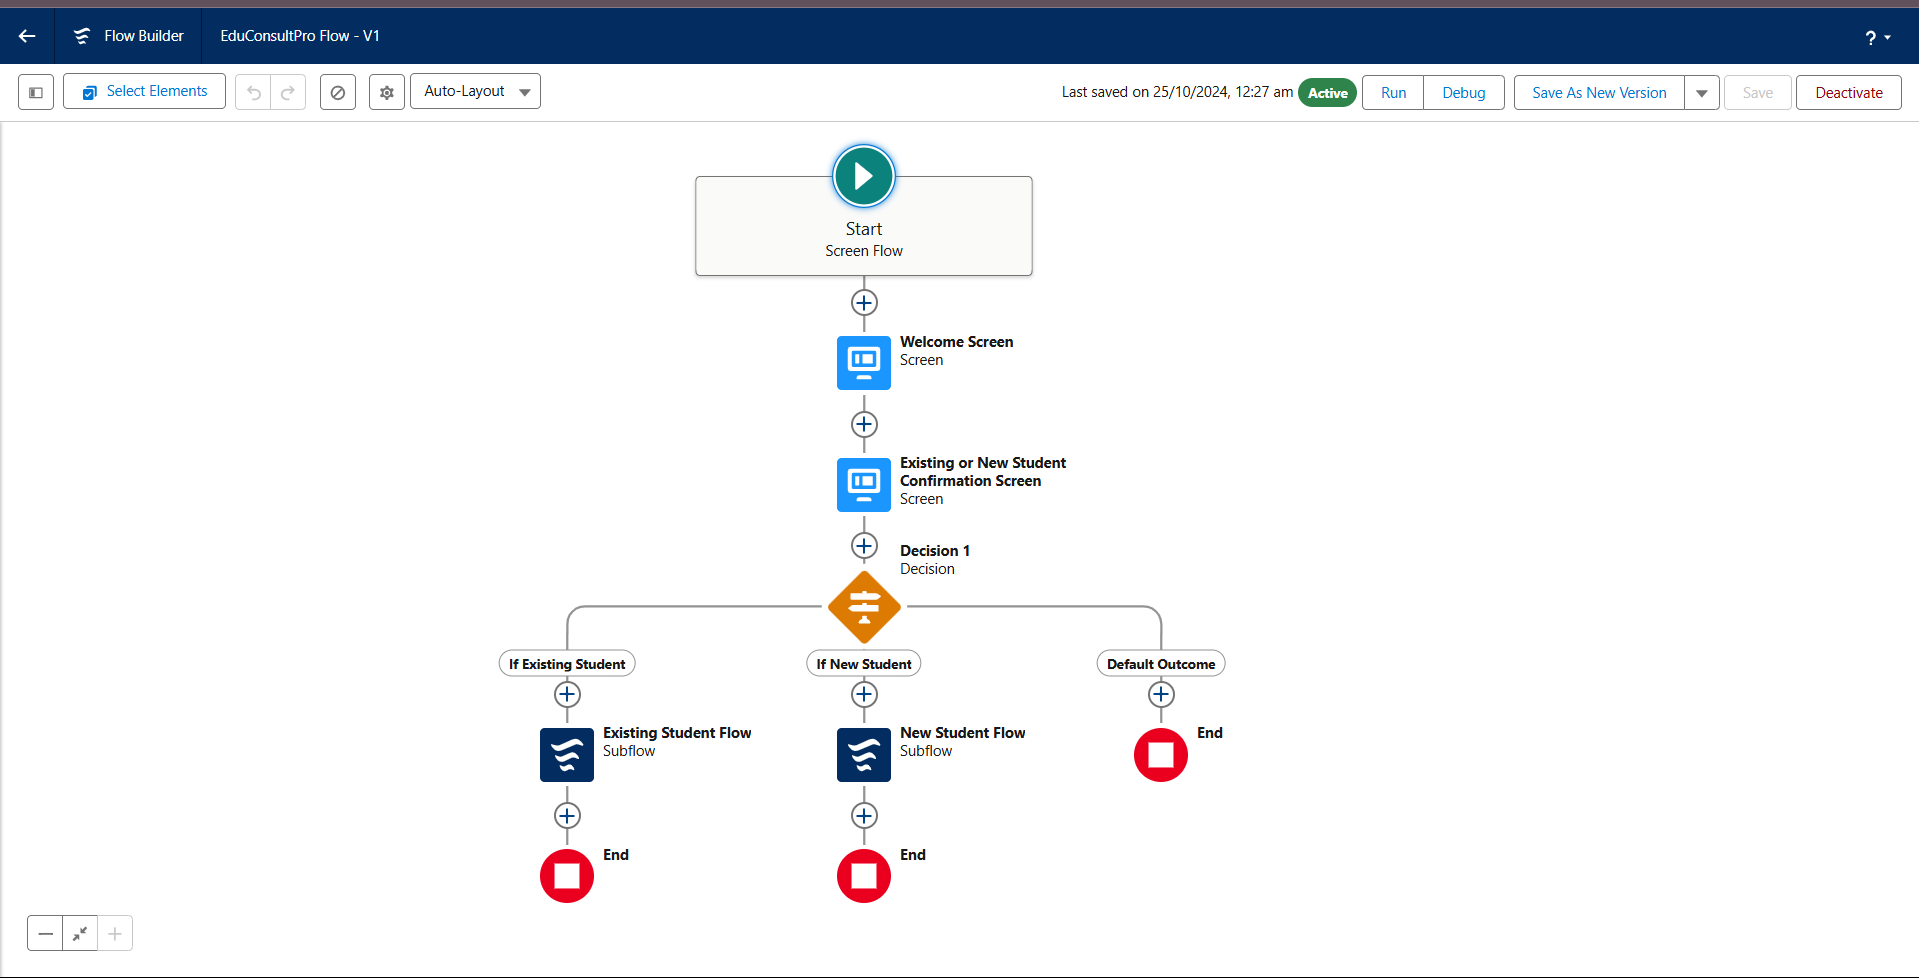 Flow Builder
EduConsultPro Flow - V1
?
Select Elements
Auto-Layout
Last saved on 25/10/2024, 12:27 am
Active
Run
Debug
Save As New Version
Save
Deactivate
Start
Screen Flow
Welcome Screen
Screen
Existing or New Student
Confirmation Screen
Screen
Decision 1
Decision
If Existing Student
If New Student
Default Outcome
Existing Student Flow
Subflow
New Student Flow
Subflow
End
End
End